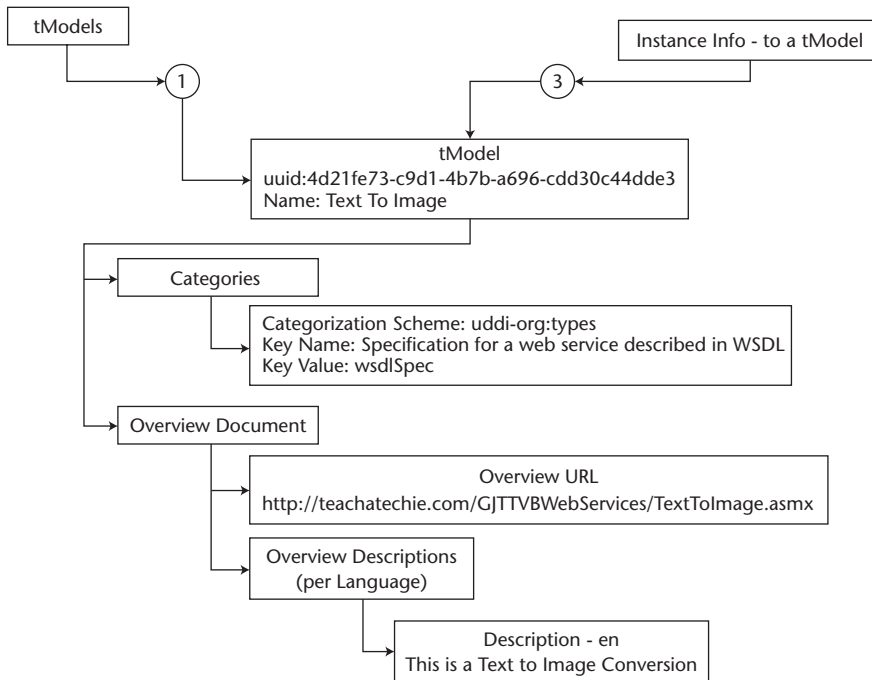 tModels
Instance Info - to a tModel
1
3
tModel
uuid:4d21fe73-c9d1-4b7b-a696-cdd30c44dde3
Name: Text To Image
Categories
Categorization Scheme: uddi-org:types
Key Name: Specification for a web service described in WSDL
Key Value: wsdlSpec
Overview Document
Overview URL
http://teachatechie.com/GJTTVBWebServices/TextToImage.asmx
Overview Descriptions
(per Language)
Description - en
This is a Text to Image Conversion